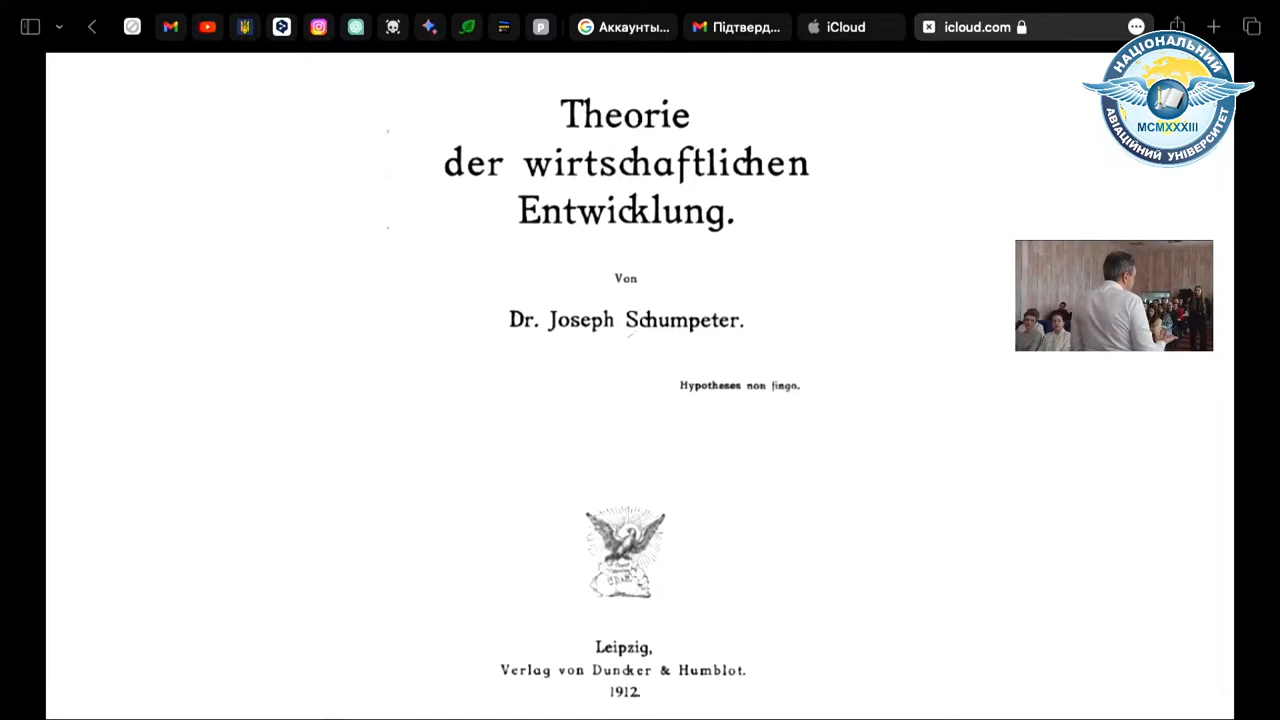 Аккаунты...
Підтверд...
iCloud
icloud.com
НАЦІОНАЛЬНИЙ
АВІАЦІЙНИЙ УНІВЕРСИТЕТ
MCMXXXIII
Theorie
der wirtschaftlichen
Entwicklung.
Von
Dr. Joseph Schumpeter.
Hypotheses non fingo.
Leipzig,
Verlag von Duncker & Humblot.
1912.